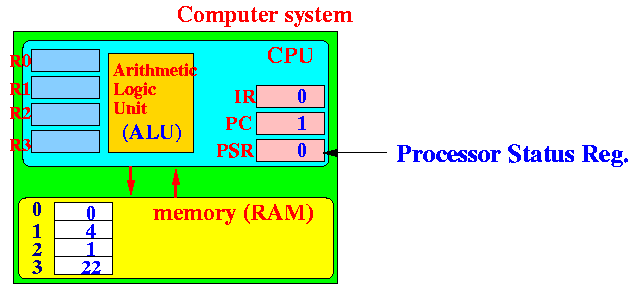 Computer system
R0
R1
R2
R3
Arithmetic
Logic
Unit
(ALU)
CPU
IR 0
PC 1
PSR 0
Processor Status Reg.
memory (RAM)
0 0
1 4
2 1
3 22